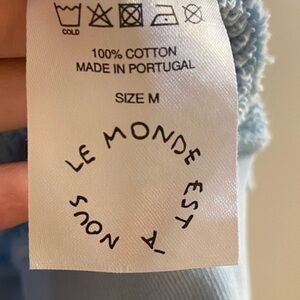 COLD
100% COTTON
MADE IN PORTUGAL
SIZE M
LE MONDE EST À NOUS